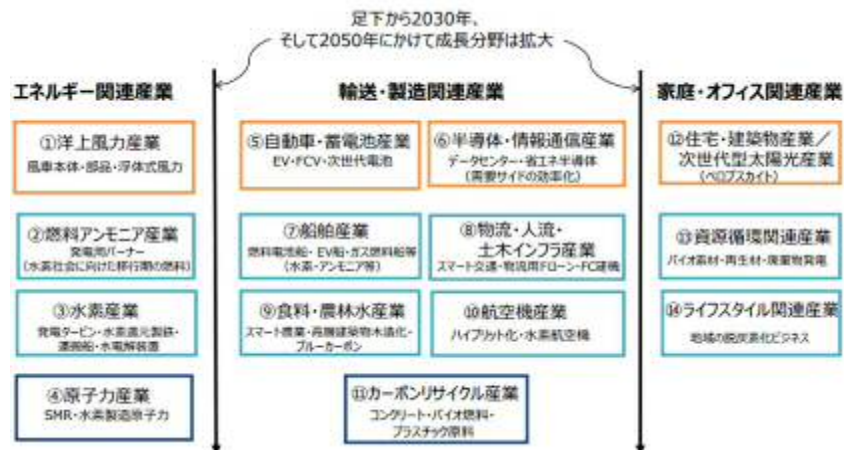 足下から2030年、
そして2050年にかけて成長分野は拡大
エネルギー関連産業
輸送・製造関連産業
家庭・オフィス関連産業
①洋上風力産業
風車本体・部品・浮体式風力
⑤自動車・蓄電池産業
EV・FCV・次世代電池
⑥半導体・情報通信産業
データセンター・省エネ半導体
(需要サイドの効率化)
⑫住宅・建築物産業/
次世代型太陽光産業
(ペロブスカイト)
②燃料アンモニア産業
発電用バーナー
(水素社会に向けた移行期の燃料)
⑦船舶産業
燃料電池船・EV船・ガス燃料船等
(水素・アンモニア等)
⑧物流・人流・
土木インフラ産業
スマート交通・物流用ドローン・FC建機
⑬資源循環関連産業
バイオ素材・再生材・廃棄物発電
③水素産業
発電タービン・水素還元製鉄・
運搬船・水電解装置
⑨食料・農林水産業
スマート農業・高層建築物木造化・
ブルーカーボン
⑩航空機産業
ハイブリット化・水素航空機
⑭ライフスタイル関連産業
地域の脱炭素化ビジネス
④原子力産業
SMR・水素製造原子力
⑪カーボンリサイクル産業
コンクリート・バイオ燃料・
プラスチック原料